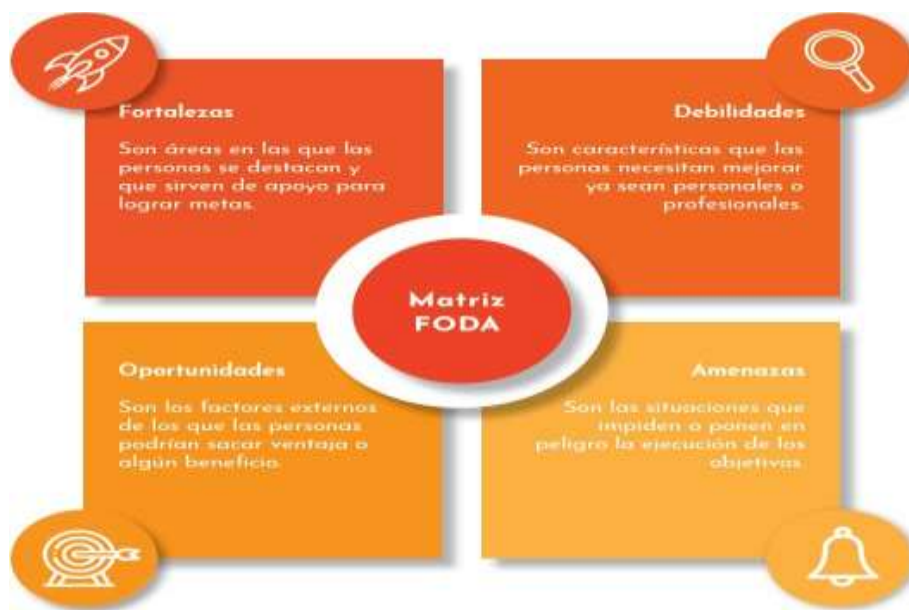 Fortalezas
Son áreas en las que las
personas se destacan y
que sirven de apoyo para
lograr metas.
Debilidades
Son características que las
personas necesitan mejorar
ya sean personales o
profesionales.
Matriz
FODA
Oportunidades
Son los factores externos
de los que las personas
podrían sacar ventaja o
algún beneficio.
Amenazas
Son las situaciones que
impiden o ponen en
peligro la ejecución de los
objetivos.